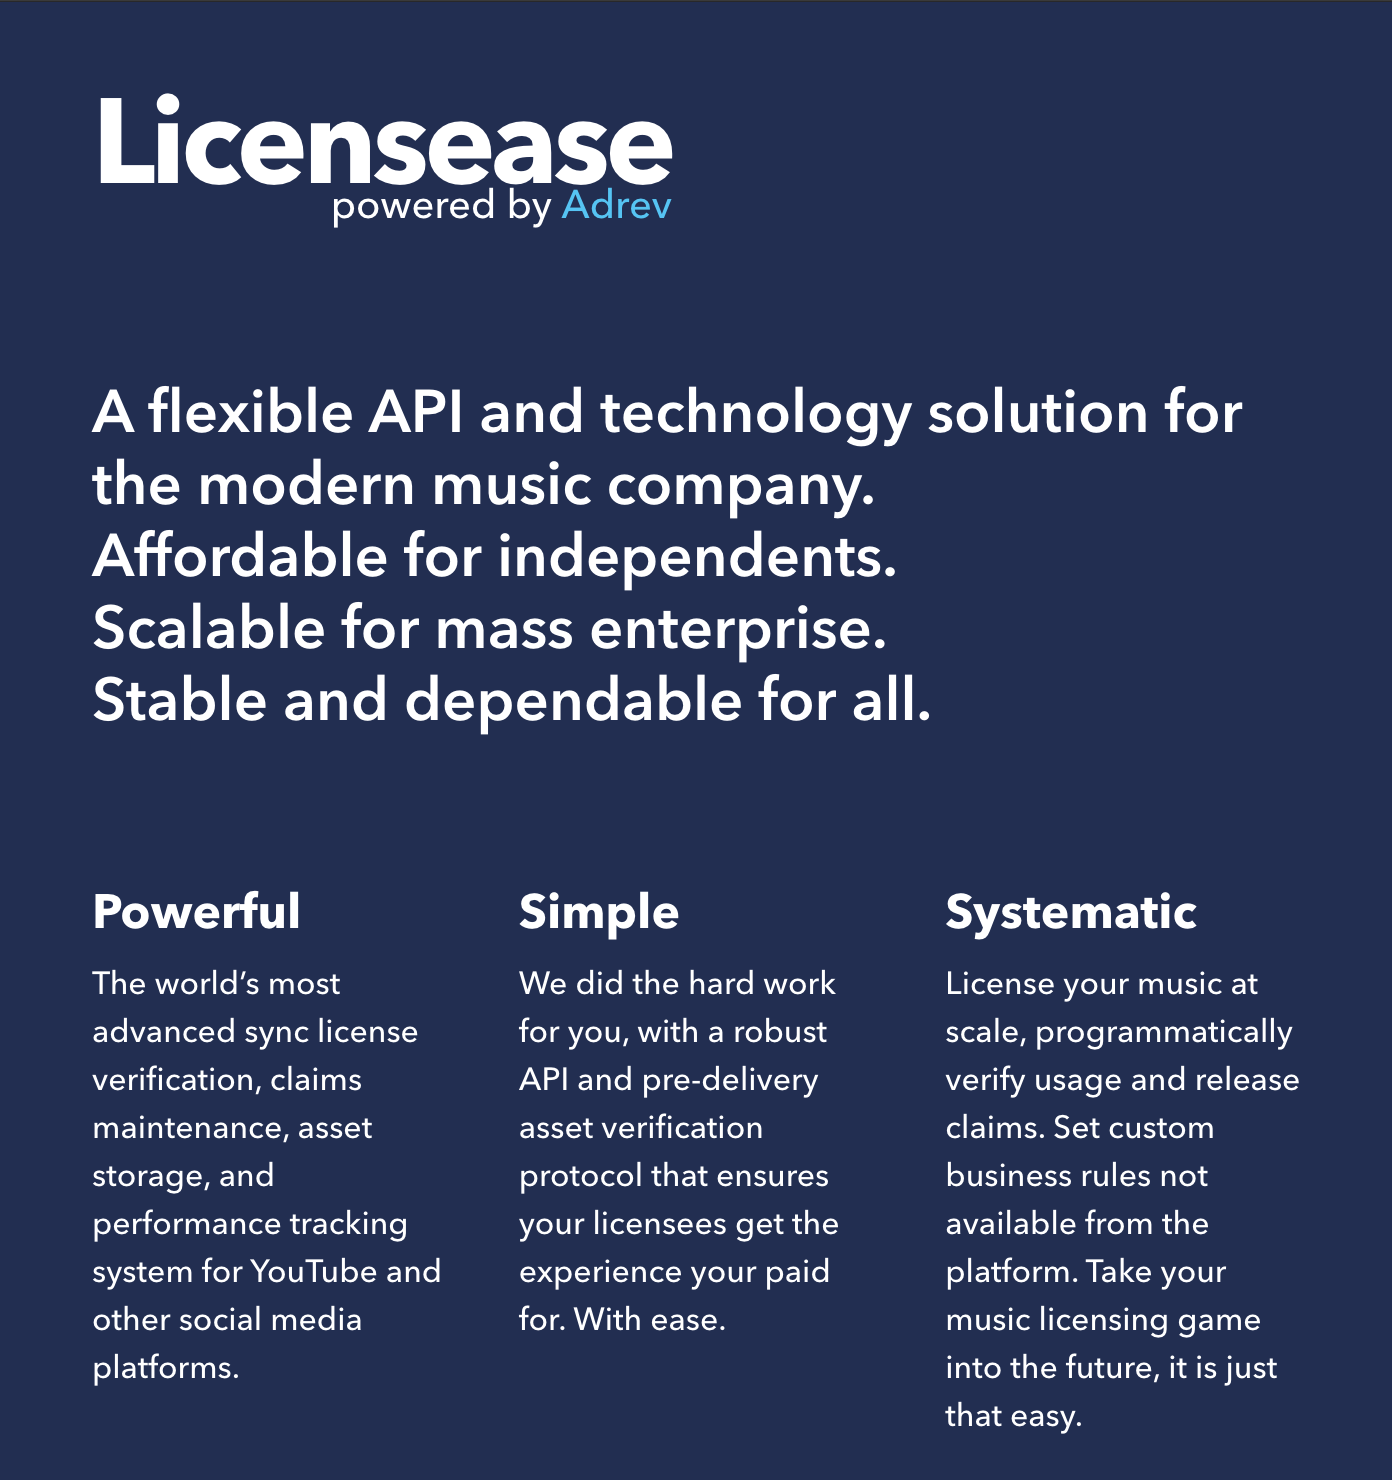 Licensease
powered by Adrev
A flexible API and technology solution for
the modern music company.
Affordable for independents.
Scalable for mass enterprise.
Stable and dependable for all.
Powerful
The world’s most
advanced sync license
verification, claims
maintenance, asset
storage, and
performance tracking
system for YouTube and
other social media
platforms.
Simple
We did the hard work
for you, with a robust
API and pre-delivery
asset verification
protocol that ensures
your licensees get the
experience your paid
for. With ease.
Systematic
License your music at
scale, programmatically
verify usage and release
claims. Set custom
business rules not
available from the
platform. Take your
music licensing game
into the future, it is just
that easy.